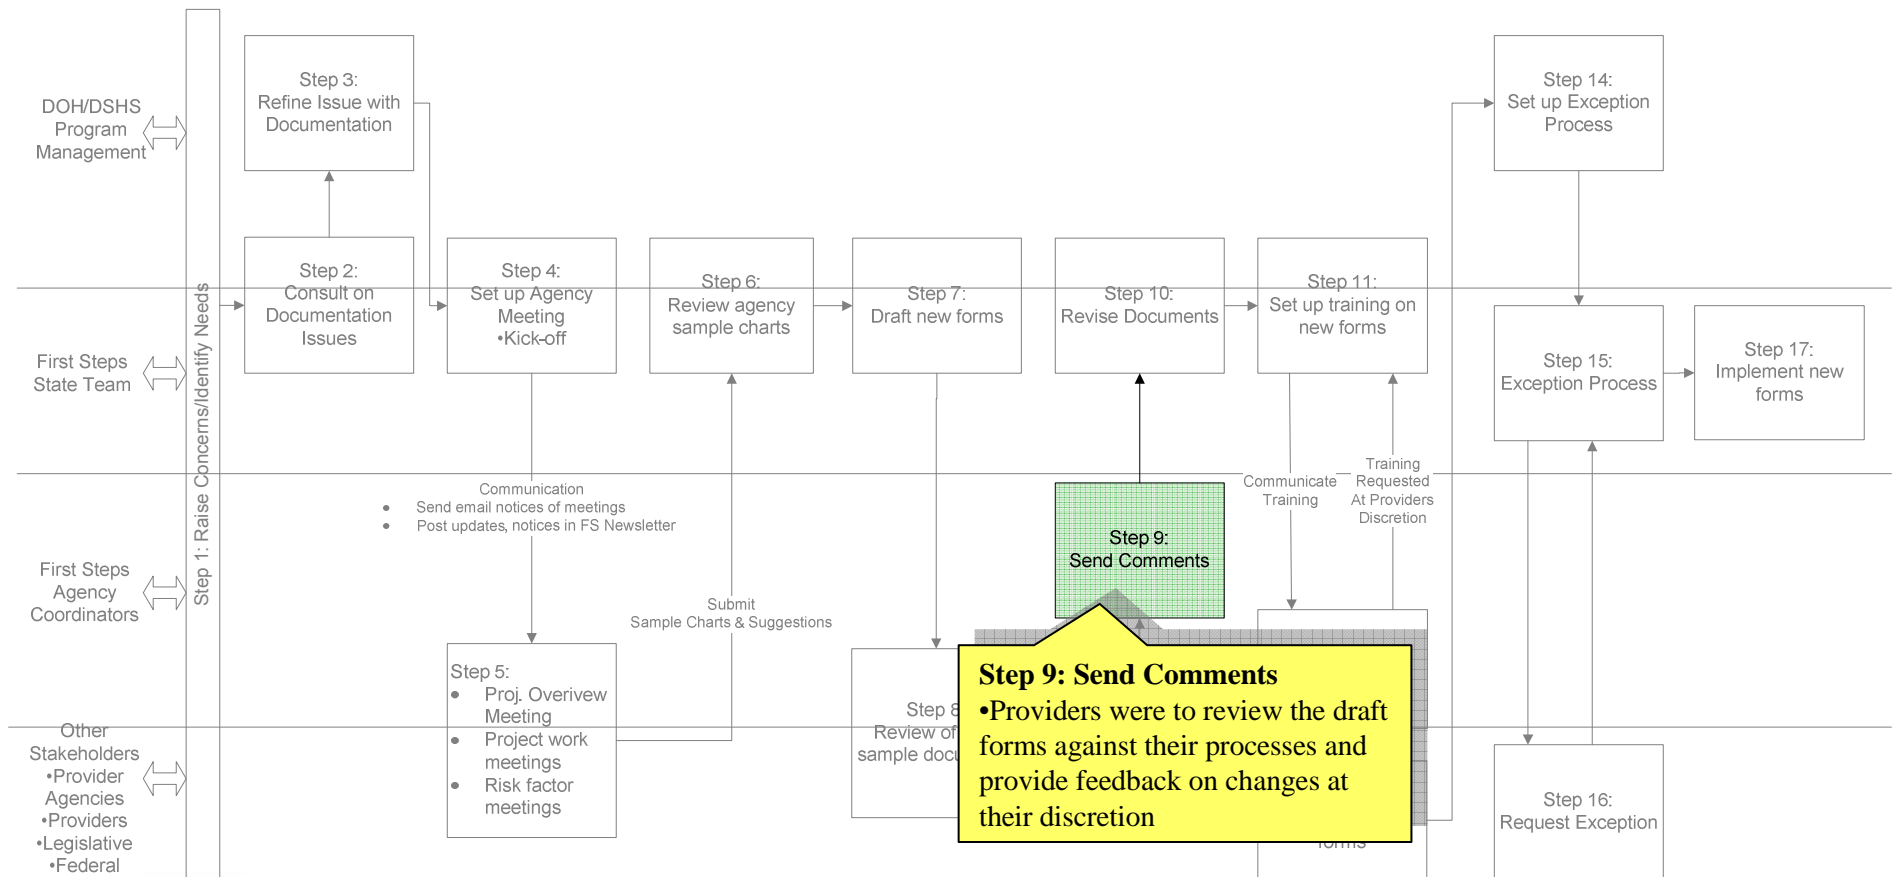 DOH/DSHS
Program
Management
First Steps
State Team
First Steps
Agency
Coordinators
Other
Stakeholders
•Provider
Agencies
•Providers
•Legislative
•Federal
Step 1: Raise Concerns/Identify Needs
Step 3:
Refine Issue with
Documentation
Step 2:
Consult on
Documentation
Issues
Step 4:
Set up Agency
Meeting
•Kick-off
Communication
• Send email notices of meetings
• Post updates, notices in FS Newsletter
Step 5:
• Proj. Overivew
Meeting
• Project work
meetings
• Risk factor
meetings
Submit
Sample Charts & Suggestions
Step 6:
Review agency
sample charts
Step 7:
Draft new forms
Step 8
Review of
sample
Step 9:
Send Comments
Step 9: Send Comments
•Providers were to review the draft
forms against their processes and
provide feedback on changes at
their discretion
Step 10:
Revise Documents
Step 11:
Set up training on
new forms
Communicate
Training
Training
Requested
At Providers
Discretion
forms
Step 14:
Set up Exception
Process
Step 15:
Exception Process
Step 16:
Request Exception
Step 17:
Implement new
forms